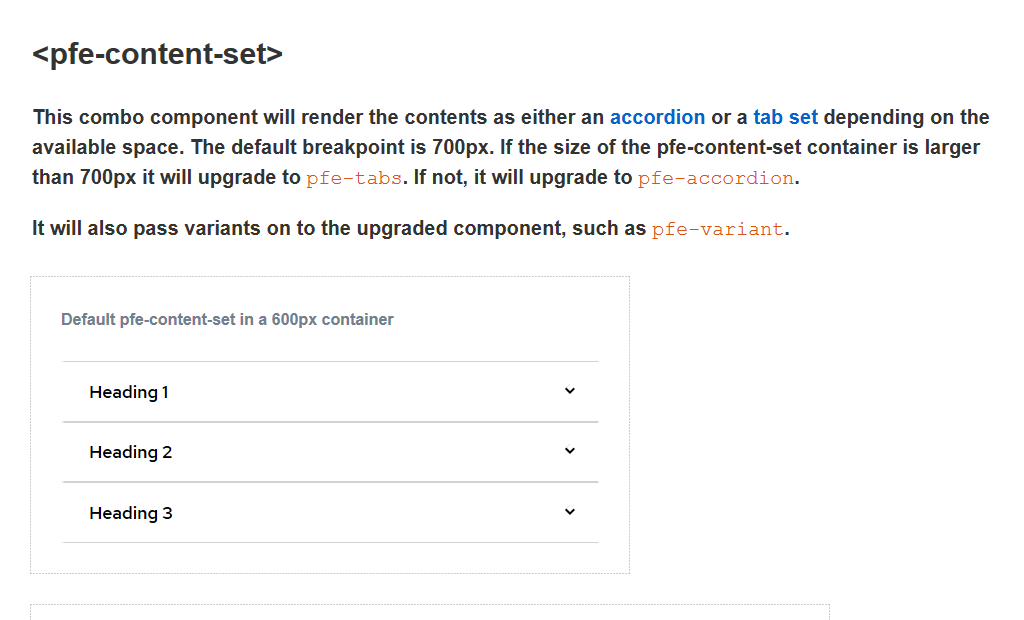 <pfe-content-set>
This combo component will render the contents as either an accordion or a tab set depending on the
available space. The default breakpoint is 700px. If the size of the pfe-content-set container is larger
than 700px it will upgrade to pfe-tabs. If not, it will upgrade to pfe-accordion.
It will also pass variants on to the upgraded component, such as pfe-variant.
Default pfe-content-set in a 600px container
Heading 1
Heading 2
Heading 3